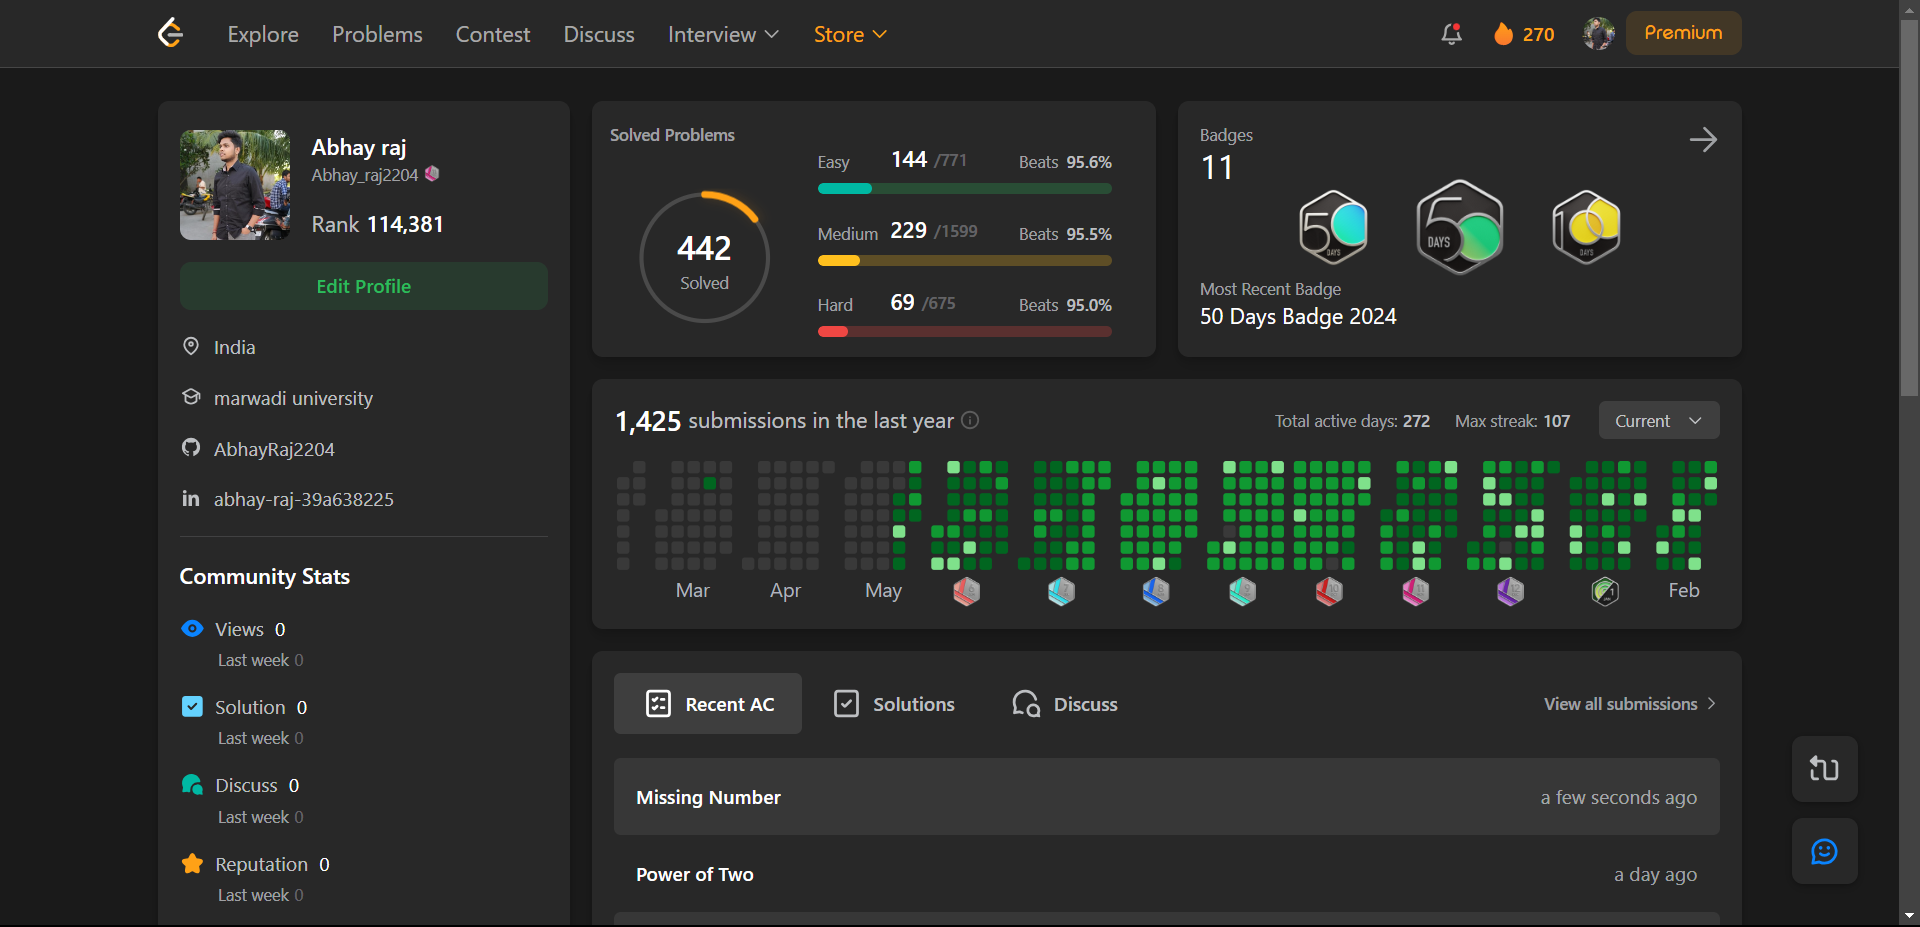 Explore Problems Contest Discuss Interview Store 270 Premium
Abhay raj
Abhay_raj2204
Rank 114,381
Edit Profile
India
marwadi university
AbhayRaj2204
abhay-raj-39a638225
Community Stats
Views 0
Last week 0
Solution 0
Last week 0
Discuss 0
Last week 0
Reputation 0
Last week 0
Solved Problems
442
Solved
Easy 144 /771 Beats 95.6%
Medium 229 /1599 Beats 95.5%
Hard 69 /675 Beats 95.0%
Badges
11
50 DAYS
50 DAYS
100 DAYS
Most Recent Badge
50 Days Badge 2024
1,425 submissions in the last year Total active days: 272 Max streak: 107 Current
Mar Apr May Feb
Recent AC Solutions Discuss View all submissions
Missing Number a few seconds ago
Power of Two a day ago